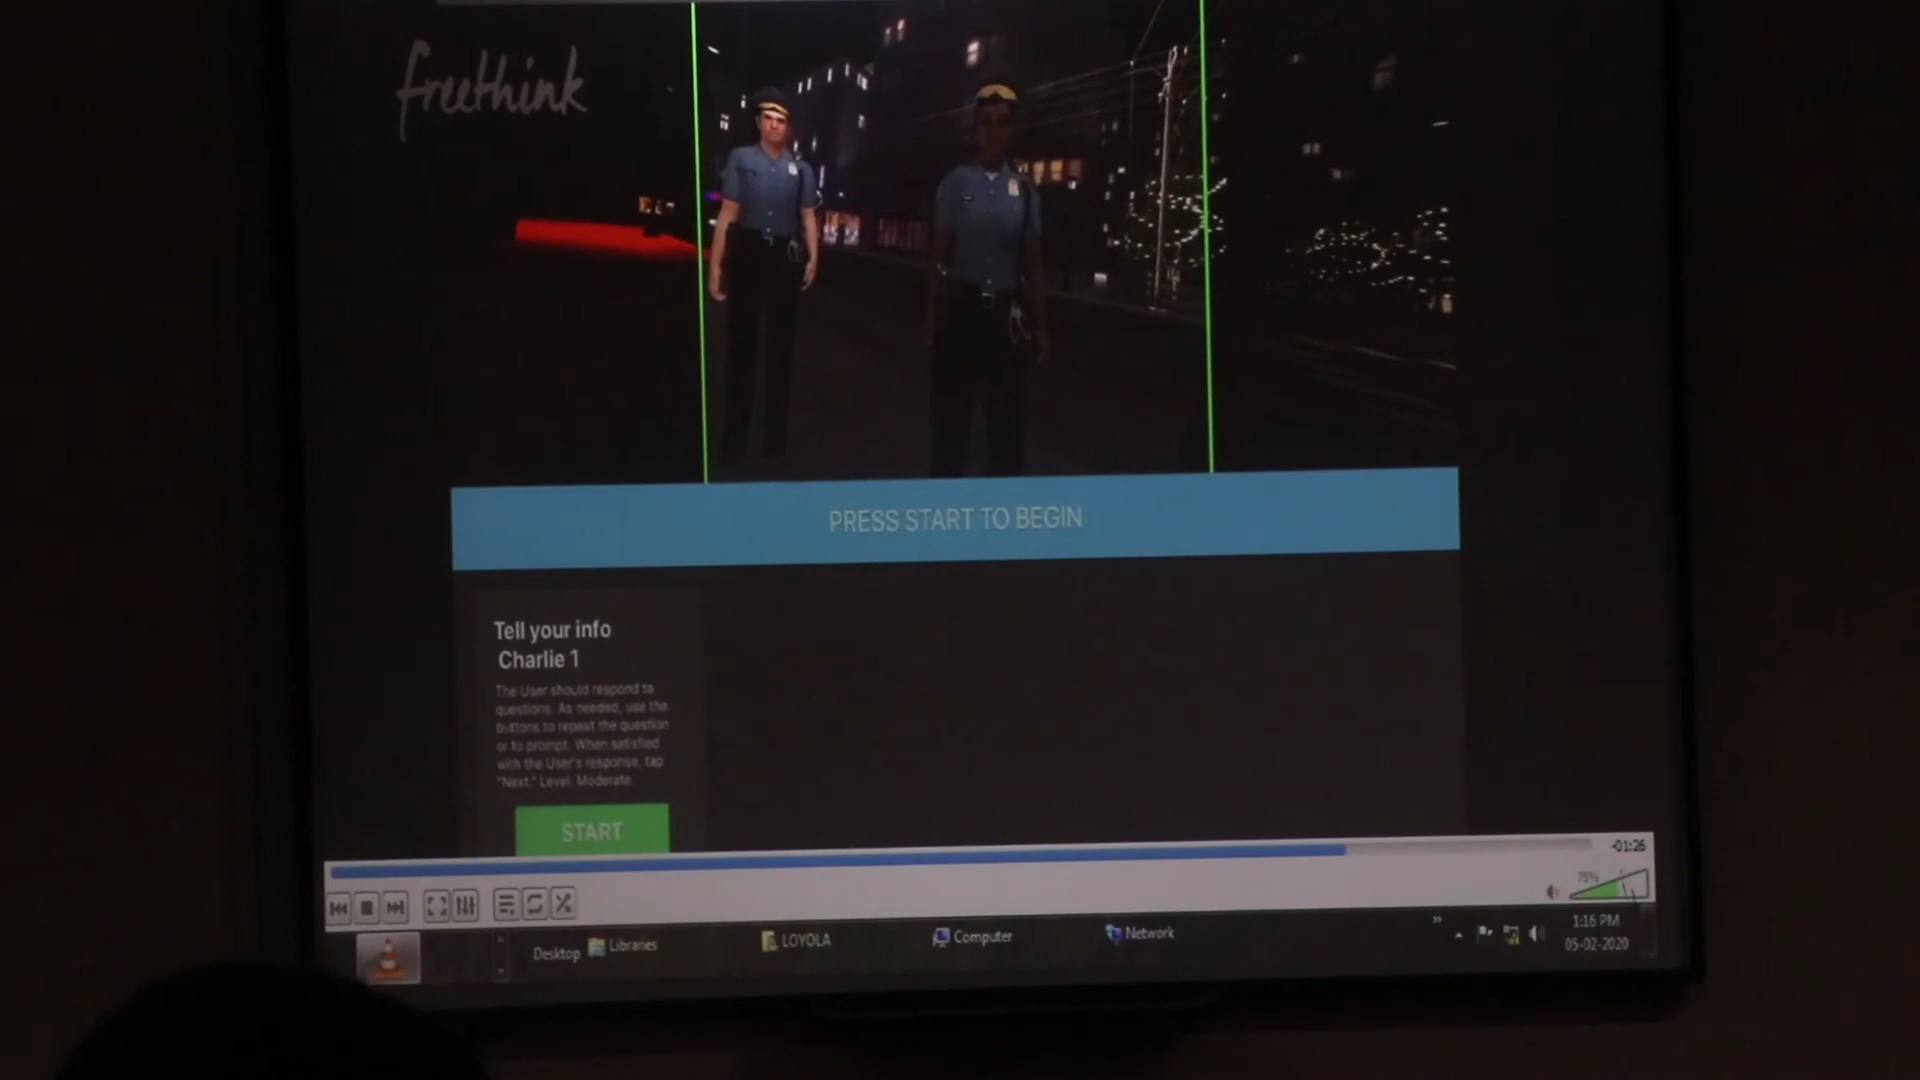 freethink
PRESS START TO BEGIN
Tell your info
Charlie 1
The User should respond to
questions. As needed, use the
buttons to repeat the question
or to prompt. When satisfied
with the User's response, tap
"Next." Level: Moderate.
START
-01:26
75%
Desktop
Libraries
LOYOLA
Computer
Network
»
1:16 PM
05-02-2020